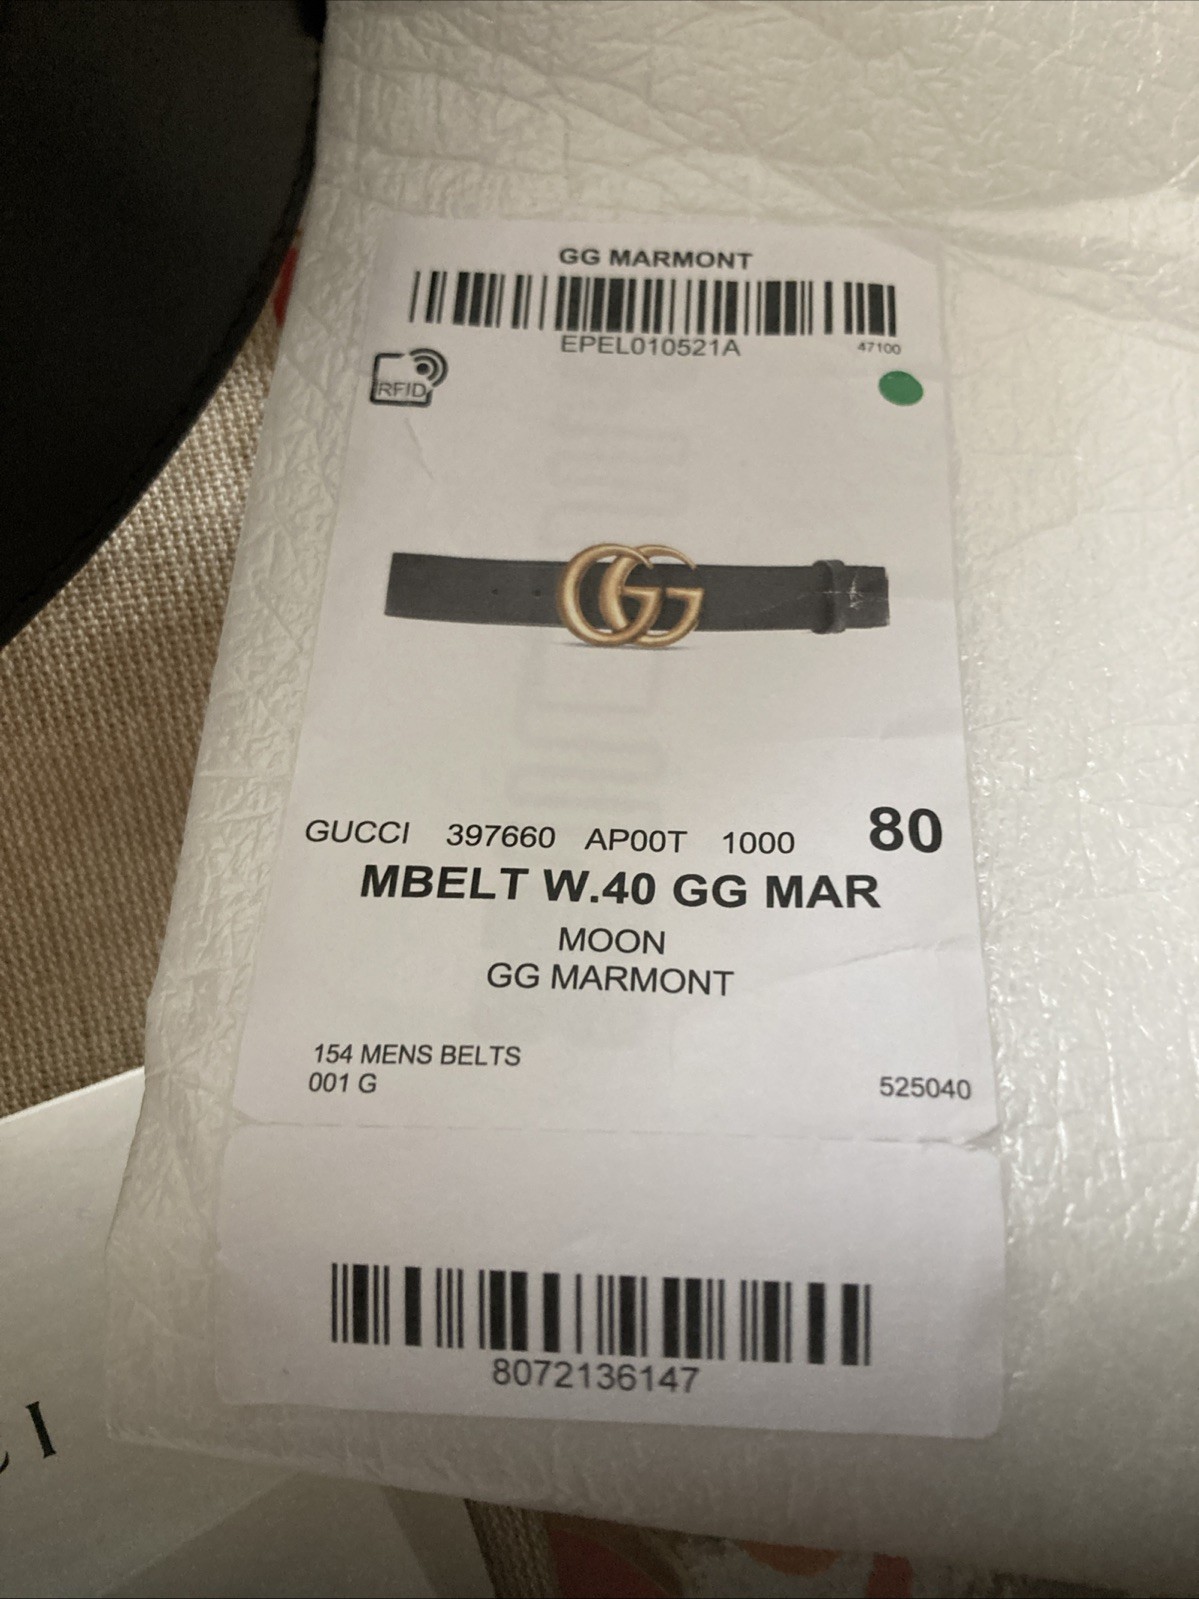 GG MARMONT
EPEL010521A 47100
RFID
GG
GUCCI 397660 AP00T 1000 80
MBELT W.40 GG MAR
MOON
GG MARMONT
154 MENS BELTS
001 G 525040
8072136147
I